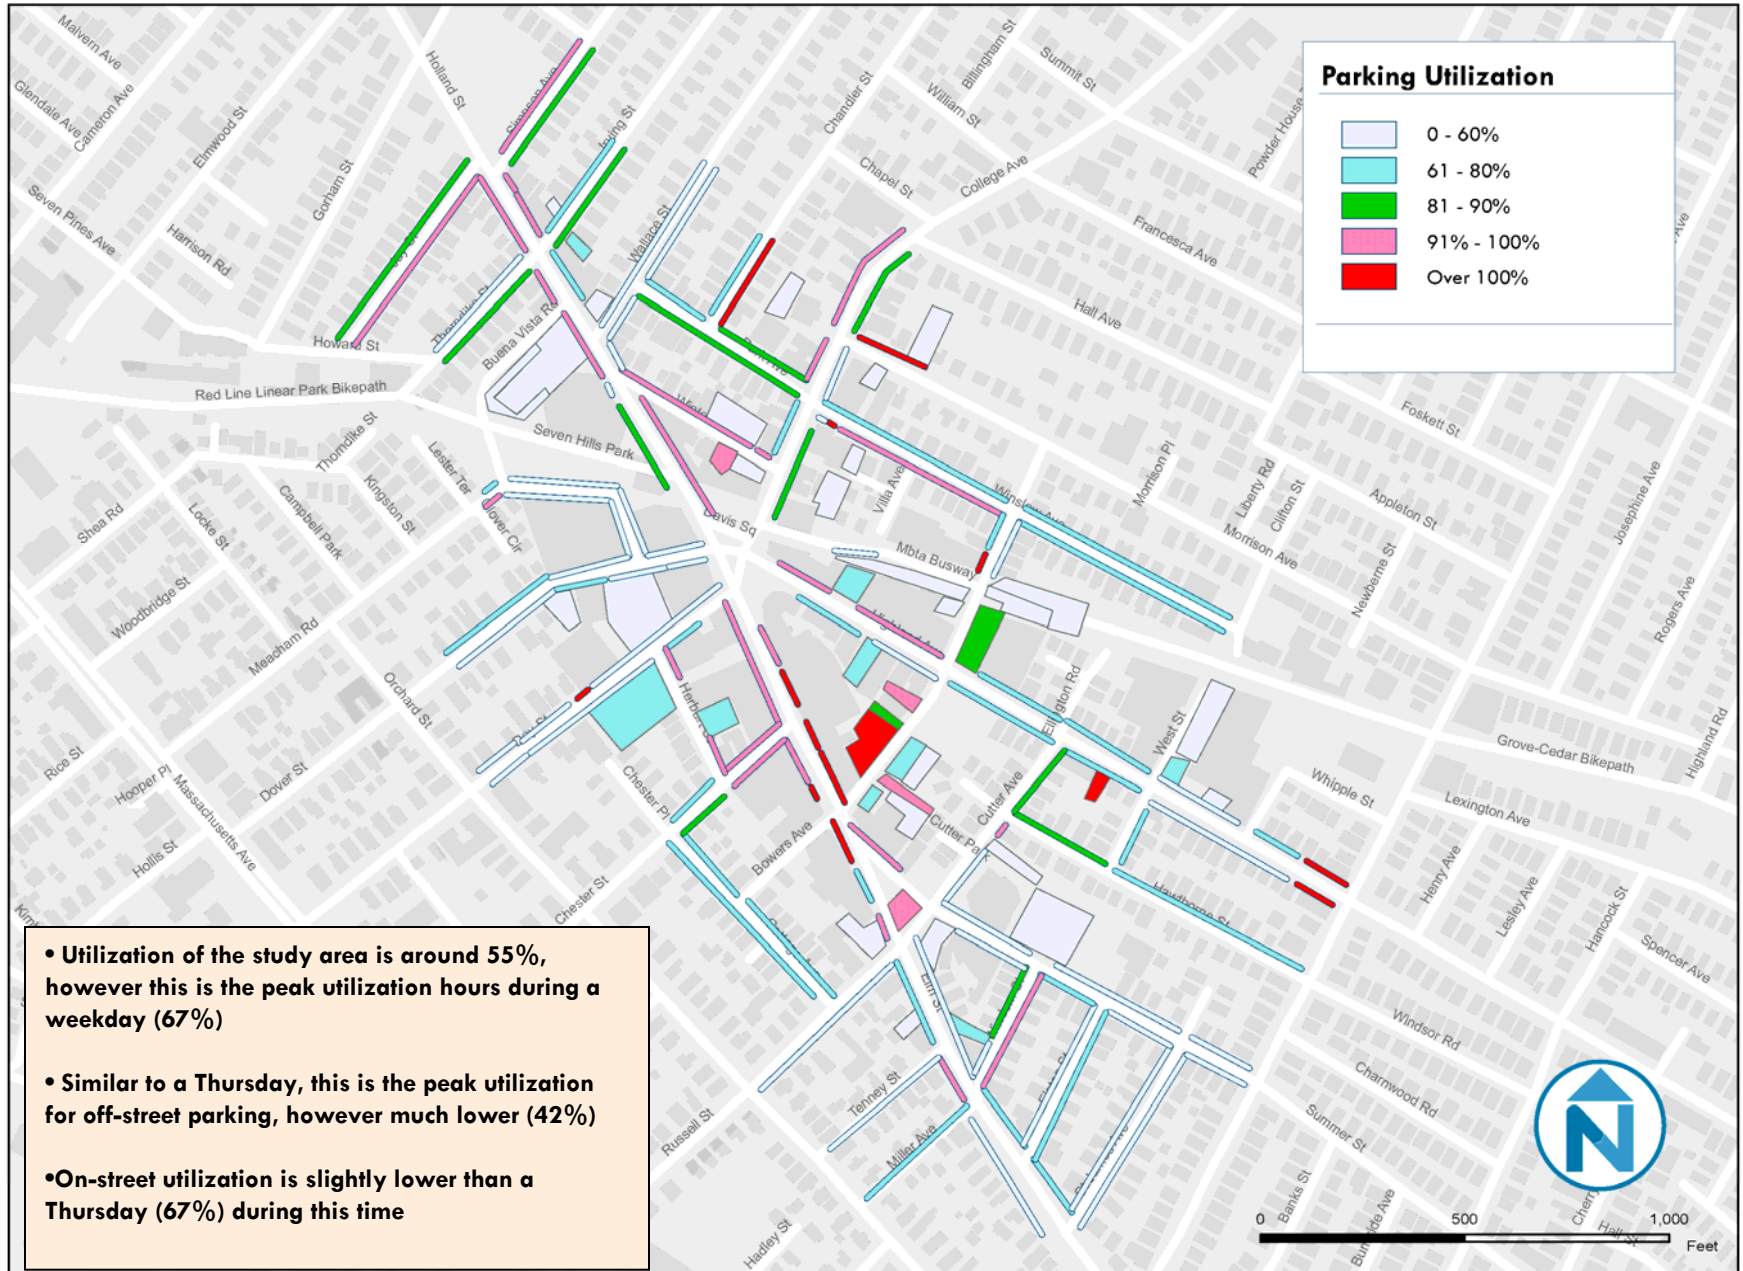 Parking Utilization
0 - 60%
61 - 80%
81 - 90%
91% - 100%
Over 100%
Malvern Ave
Glendale Ave
Cameron Ave
Elmwood St
Holland St
Gorham St
Seven Pines Ave
Harrison Rd
Irving St
Wallace St
Chandler St
Billingham St
Summit St
William St
Chapel St
College Ave
Powder House
Francesca Ave
Hall Ave
Howard St
Buena Vista Rd
Red Line Linear Park Bikepath
Seven Hills Park
Thorndike St
Lester Ter
Kingston St
Campbell Park
Locke St
Shea Rd
Woodbridge St
Meacham Rd
Orchard St
Davis Sq
Mbta Busway
Villa Ave
Winslow Ave
Morrison Pl
Liberty Rd
Clifton St
Morrison Ave
Appleton St
Foskett St
Josephine Ave
Newberne St
Rogers Ave
Highland Rd
Grove-Cedar Bikepath
Lexington Ave
Whipple St
West St
Cutter Ave
Cutter Park
Hawthorne St
Henry Ave
Lesley Ave
Hancock St
Spencer Ave
Windsor Rd
Charnwood Rd
Summer St
Banks St
Hall St
Rice St
Hooper Pl
Dover St
Massachusetts Ave
Hollis St
Chester Pl
Chester St
Bowers Ave
Elm St
Tenney St
Miller Ave
Russell St
Hadley St
• Utilization of the study area is around 55%,
however this is the peak utilization hours during a
weekday (67%)
• Similar to a Thursday, this is the peak utilization
for off-street parking, however much lower (42%)
•On-street utilization is slightly lower than a
Thursday (67%) during this time
N
0 500 1,000
Feet